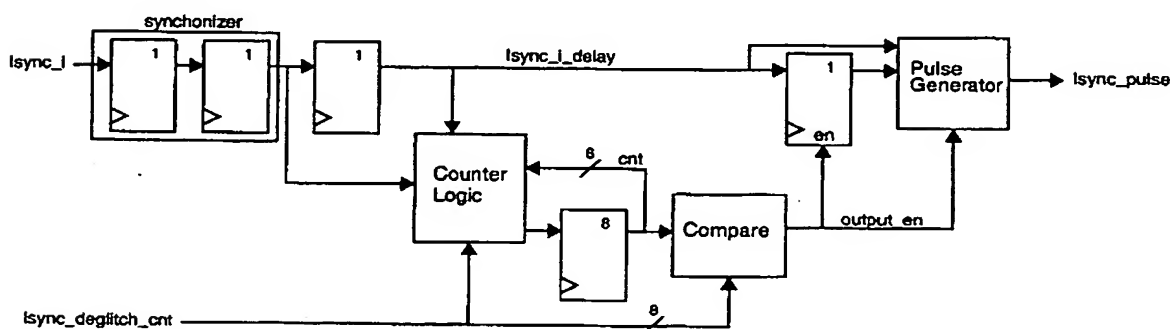 synchonizer
1
1
1
lsync_i
lsync_i_delay
1
en
Pulse
Generator
lsync_pulse
Counter
Logic
8
cnt
8
Compare
output_en
lsync_deglitch_cnt
8